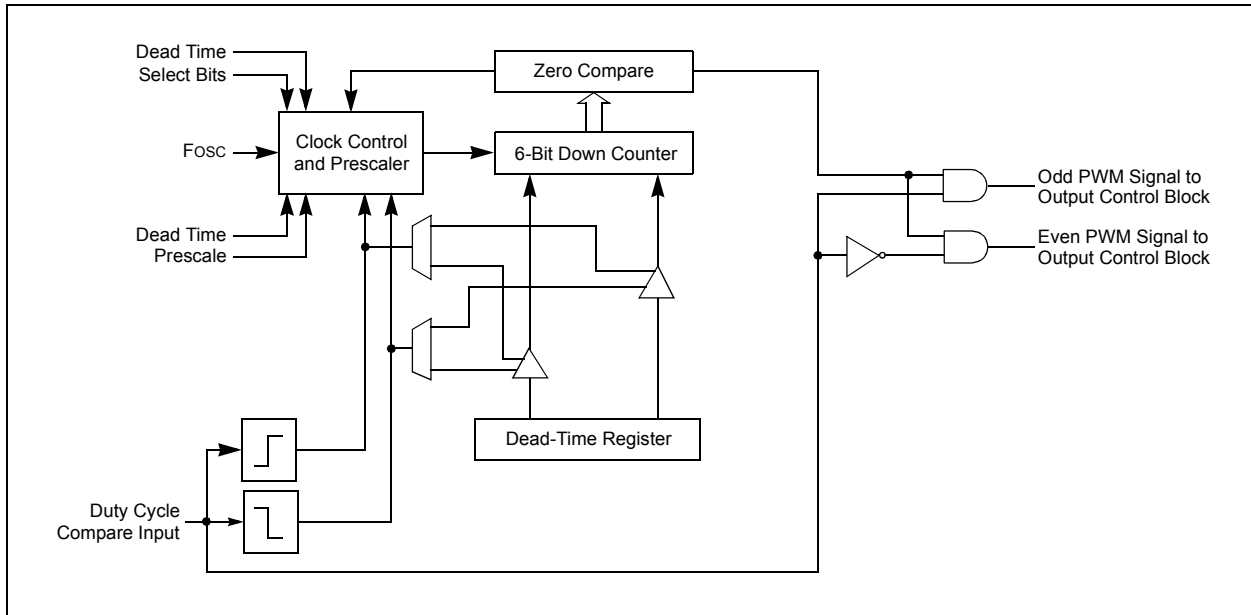 Dead Time
Select Bits
Zero Compare
Clock Control
and Prescaler
6-Bit Down Counter
FOSC
Odd PWM Signal to
Output Control Block
Dead Time
Prescale
Even PWM Signal to
Output Control Block
Dead-Time Register
Duty Cycle
Compare Input